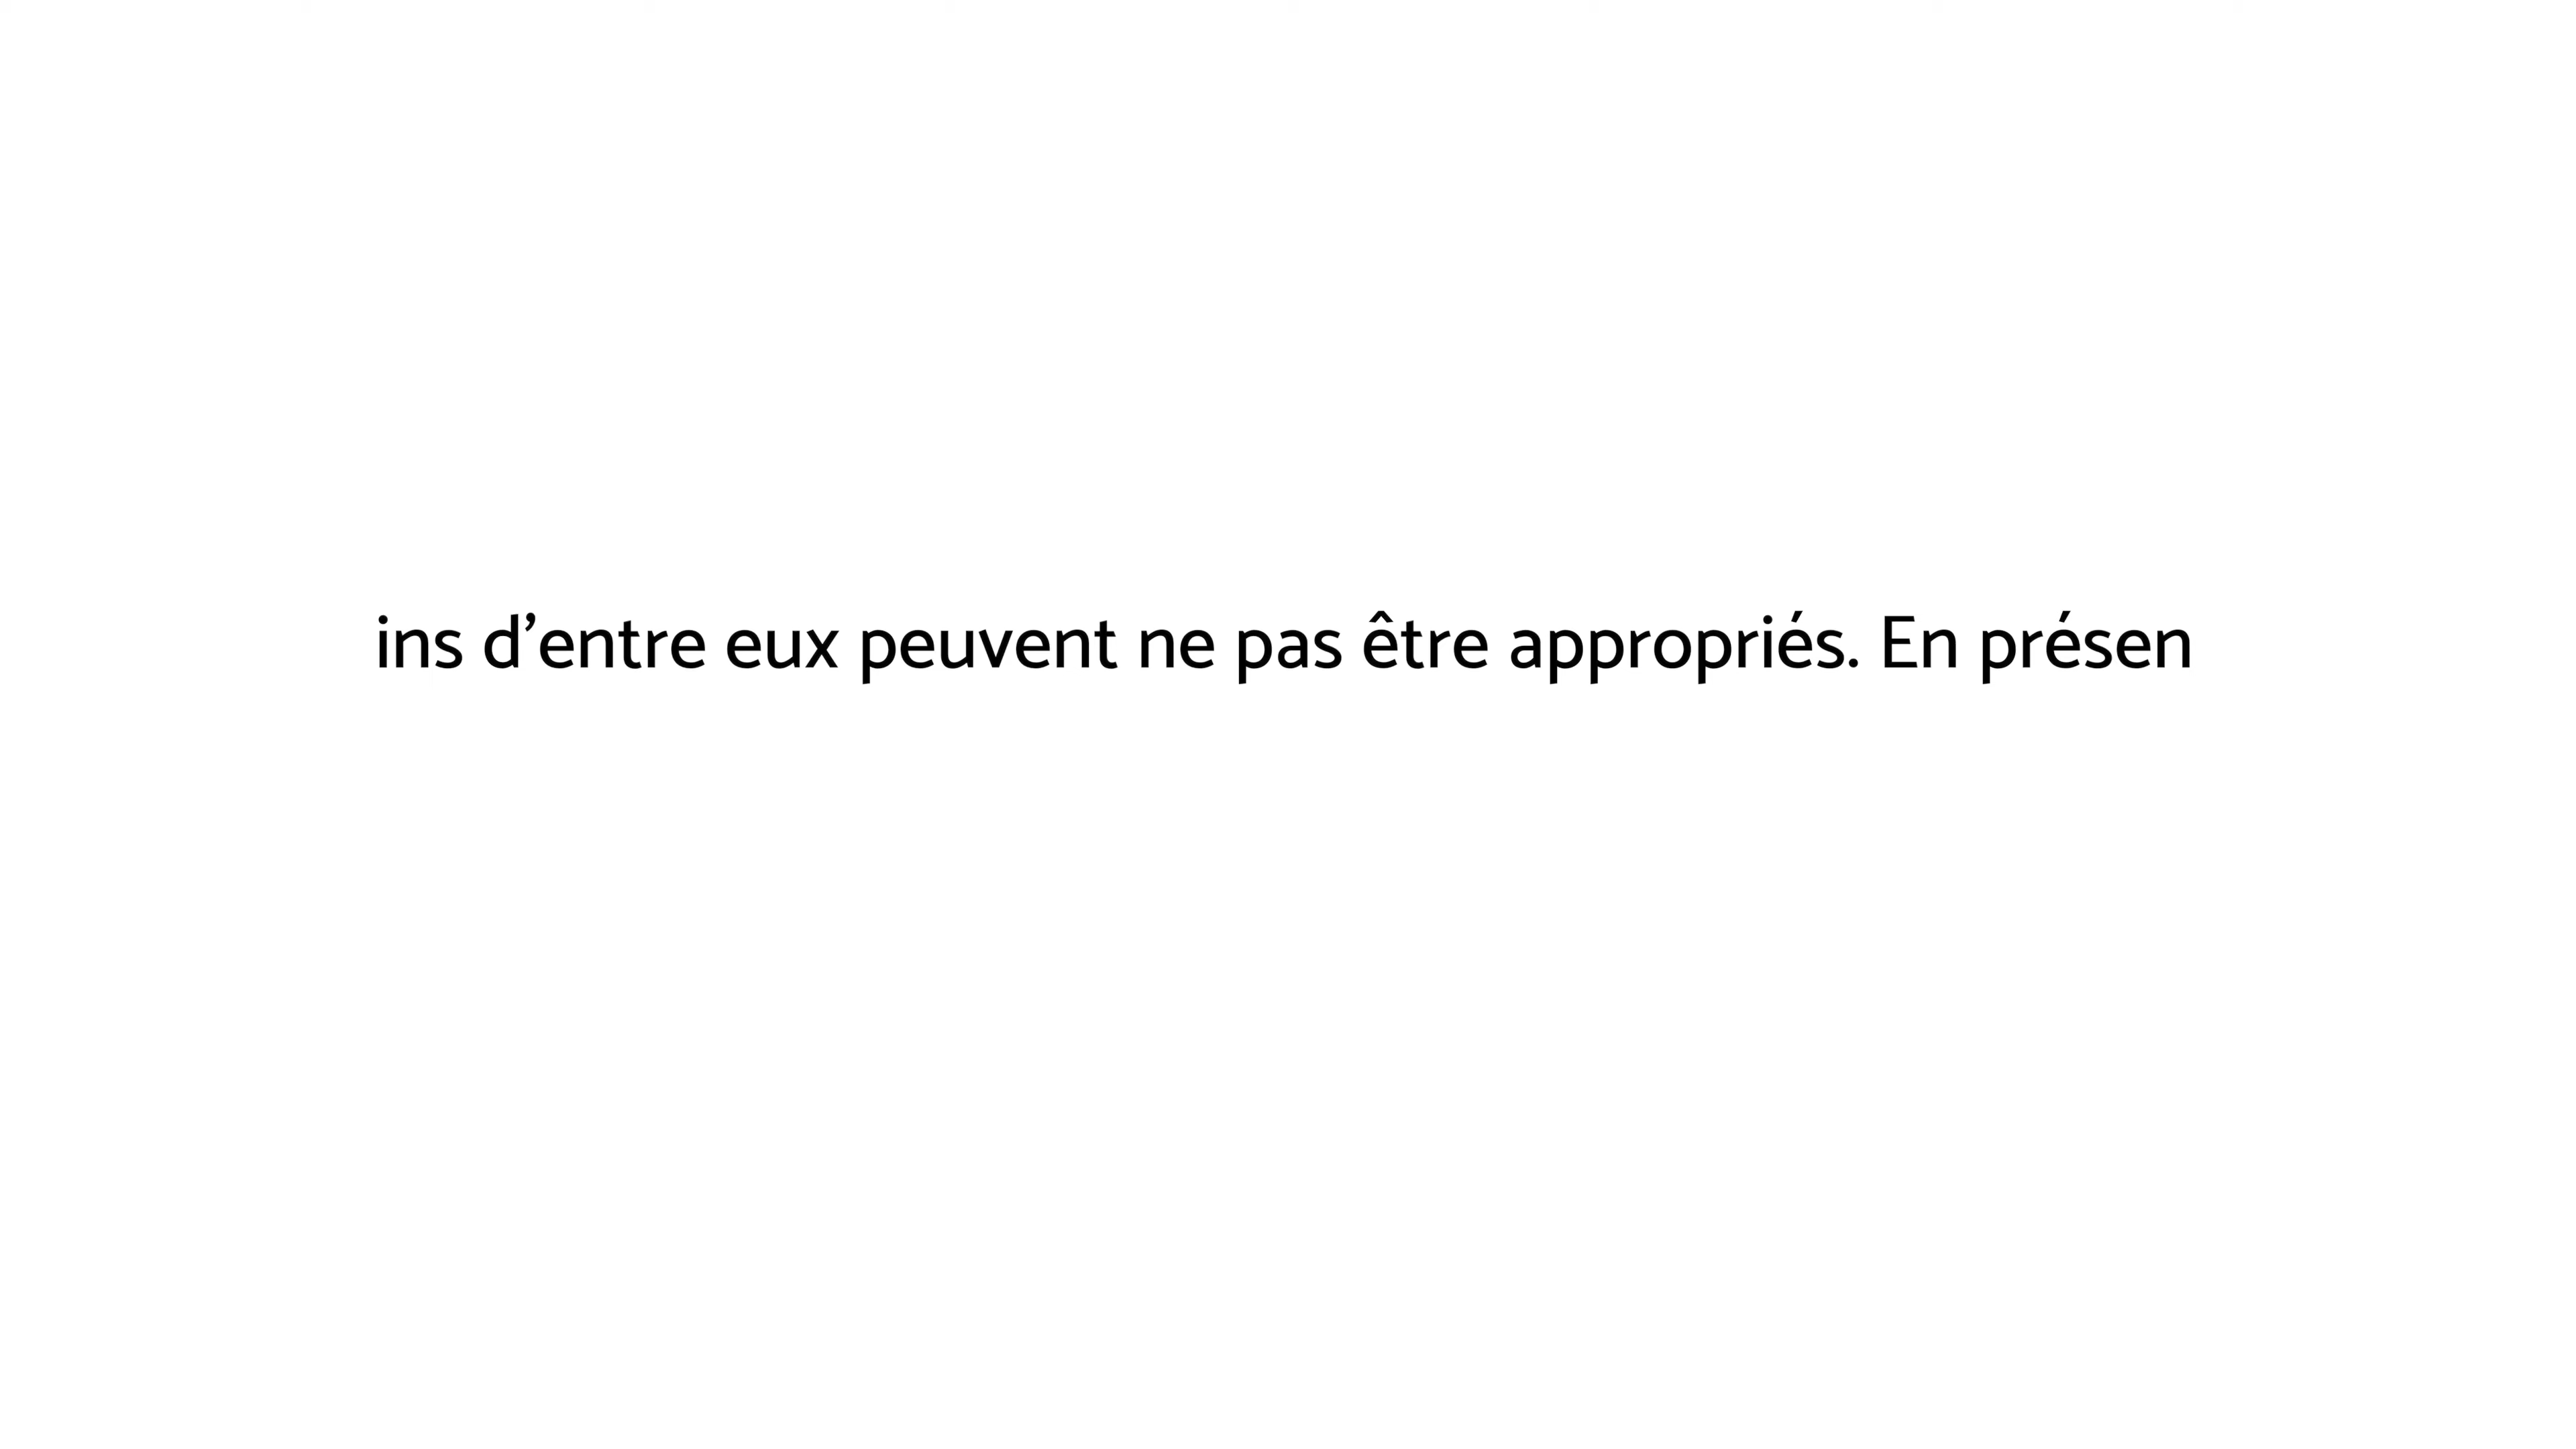 ins d’entre eux peuvent ne pas être appropriés. En présen